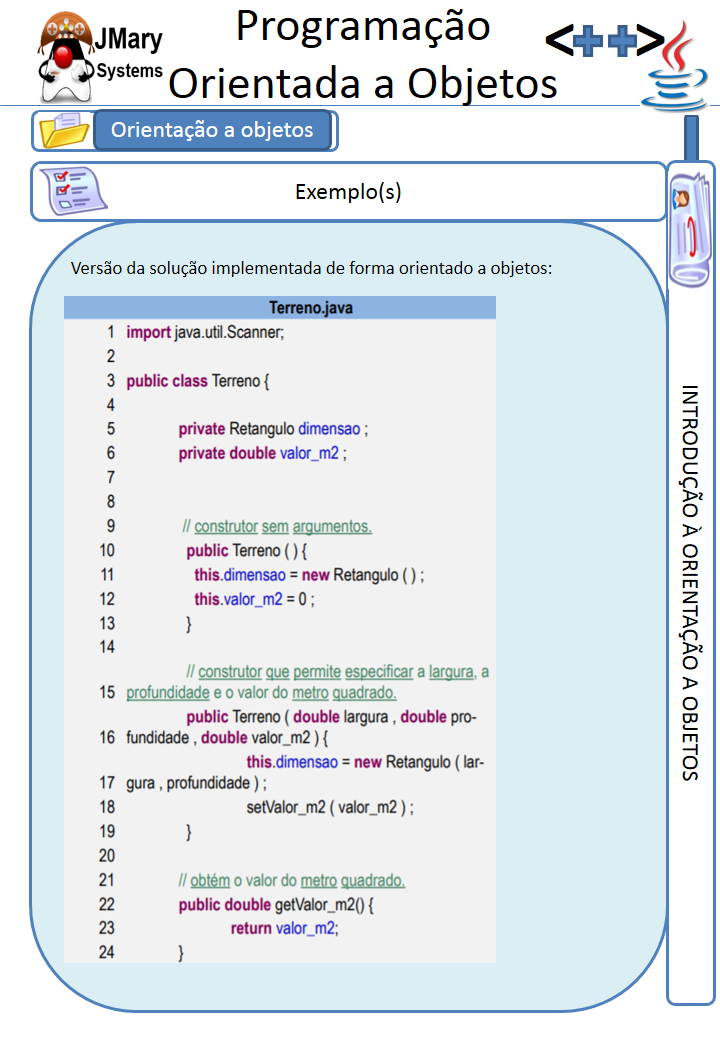 JMary
Systems
Programação
Orientada a Objetos
<++>
Orientação a objetos
Exemplo(s)
Versão da solução implementada de forma orientado a objetos:
Terreno.java
1 import java.util.Scanner;
2
3 public class Terreno {
4
5 private Retangulo dimensao ;
6 private double valor_m2 ;
7
8
9 // construtor sem argumentos.
10 public Terreno ( ) {
11 this.dimensao = new Retangulo ( ) ;
12 this.valor_m2 = 0 ;
13 }
14
// construtor que permite especificar a largura, a
15 profundidade e o valor do metro quadrado.
public Terreno ( double largura , double pro-
16 fundidade , double valor_m2 ) {
this.dimensao = new Retangulo ( lar-
17 gura , profundidade ) ;
18 setValor_m2 ( valor_m2 ) ;
19 }
20
21 // obtém o valor do metro quadrado.
22 public double getValor_m2() {
23 return valor_m2;
24 }
INTRODUÇÃO À ORIENTAÇÃO A OBJETOS